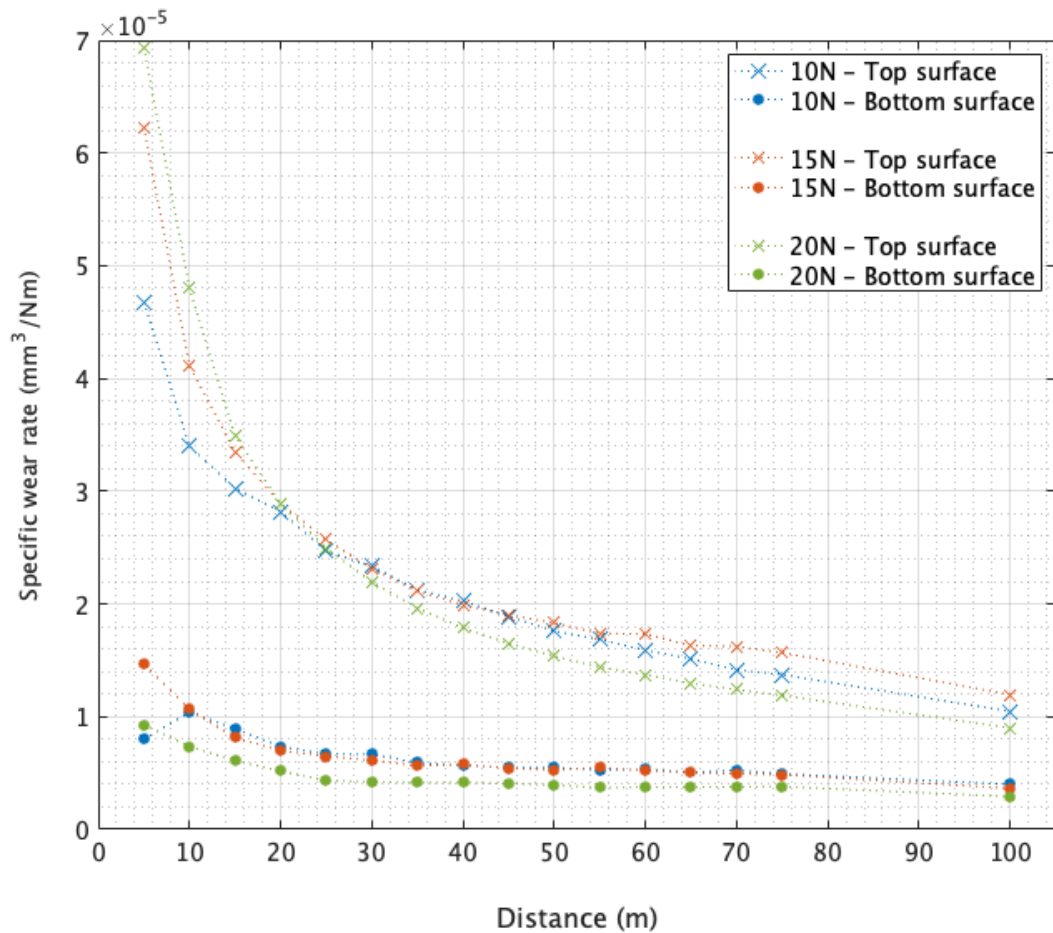 ×10⁻⁵
7
6
5
4
3
2
1
0
Specific wear rate (mm³/Nm)
10N – Top surface
10N – Bottom surface
15N – Top surface
15N – Bottom surface
20N – Top surface
20N – Bottom surface
0 10 20 30 40 50 60 70 80 90 100
Distance (m)